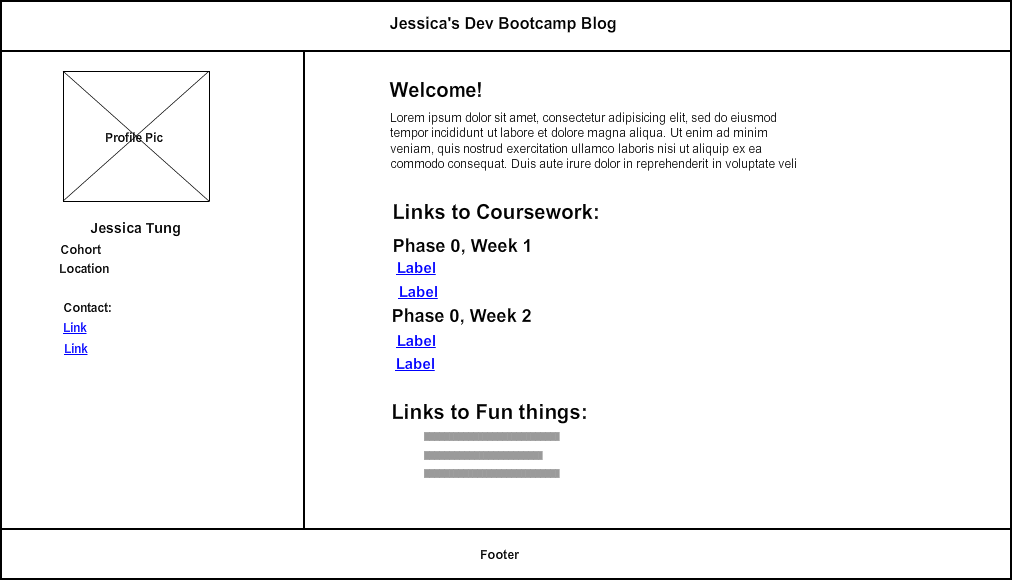 Jessica's Dev Bootcamp Blog
Profile Pic
Jessica Tung
Cohort
Location
Contact:
Link
Link
Welcome!
Lorem ipsum dolor sit amet, consectetur adipisicing elit, sed do eiusmod
tempor incididunt ut labore et dolore magna aliqua. Ut enim ad minim
veniam, quis nostrud exercitation ullamco laboris nisi ut aliquip ex ea
commodo consequat. Duis aute irure dolor in reprehenderit in voluptate veli
Links to Coursework:
Phase 0, Week 1
Label
Label
Phase 0, Week 2
Label
Label
Links to Fun things:
Footer